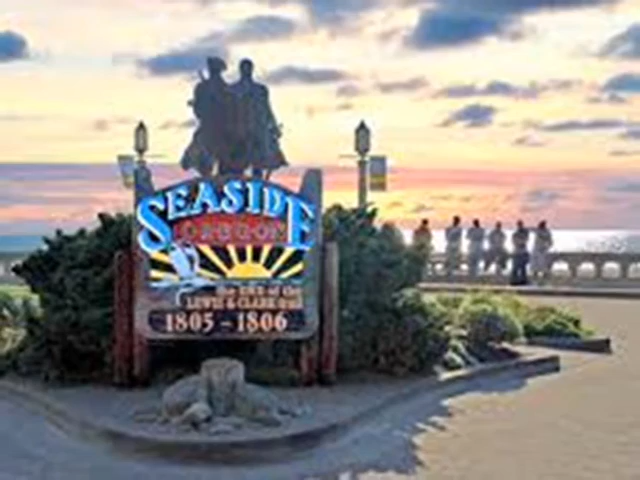 SEASIDE
OREGON
the END of the
LEWIS & CLARK trail
1805 - 1806